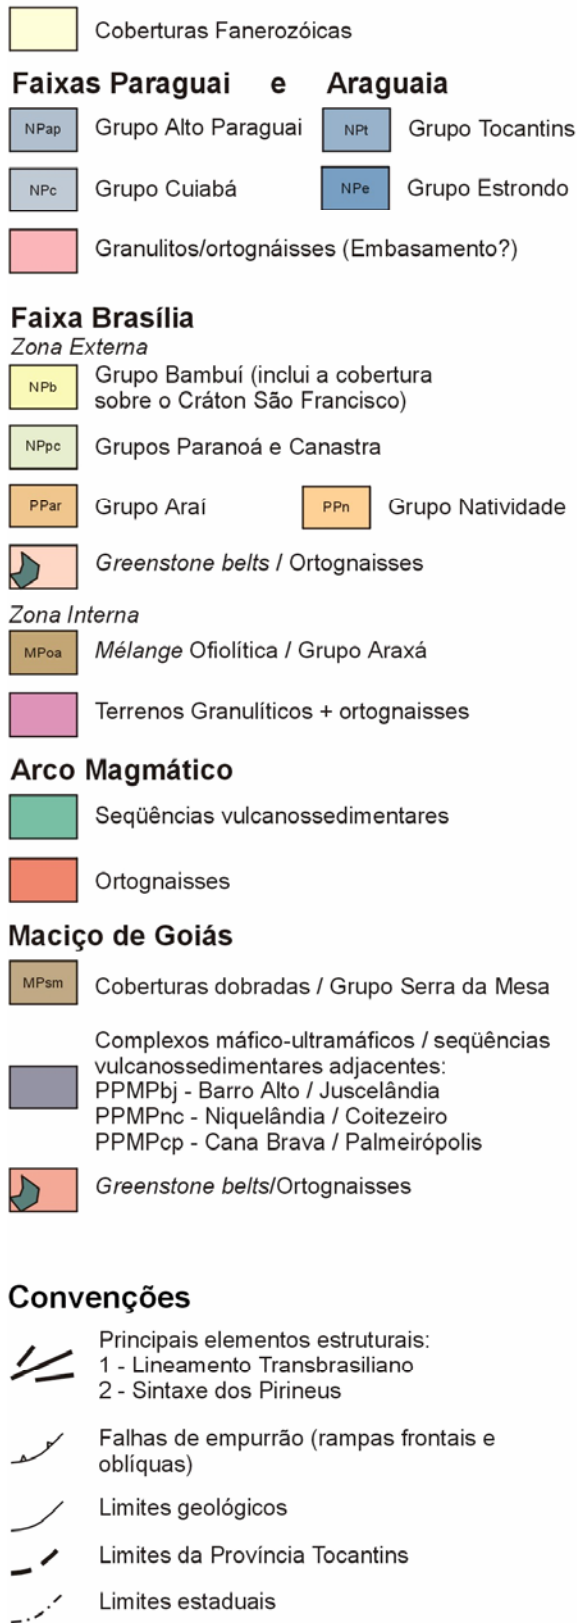 Coberturas Fanerozóicas
Faixas Paraguai e Araguaia
NPap Grupo Alto Paraguai NPt Grupo Tocantins
NPc Grupo Cuiabá NPe Grupo Estrondo
Granulitos/ortognáisses (Embasamento?)
Faixa Brasília
Zona Externa
NPb Grupo Bambuí (inclui a cobertura
sobre o Cráton São Francisco)
NPpc Grupos Paranoá e Canastra
PPar Grupo Araí PPn Grupo Natividade
Greenstone belts / Ortognaisses
Zona Interna
MPoa Mélange Ofiolítica / Grupo Araxá
Terrenos Granulíticos + ortognaisses
Arco Magmático
Seqüências vulcanossedimentares
Ortognaisses
Maciço de Goiás
MPsm Coberturas dobradas / Grupo Serra da Mesa
Complexos máfico-ultramáficos / seqüências
vulcanossedimentares adjacentes:
PPMPbj - Barro Alto / Juscelândia
PPMPnc - Niquelândia / Coitezeiro
PPMPcp - Cana Brava / Palmeirópolis
Greenstone belts/Ortognaisses
Convenções
Principais elementos estruturais:
1 - Lineamento Transbrasiliano
2 - Sintaxe dos Pirineus
Falhas de empurrão (rampas frontais e
oblíquas)
Limites geológicos
Limites da Província Tocantins
Limites estaduais